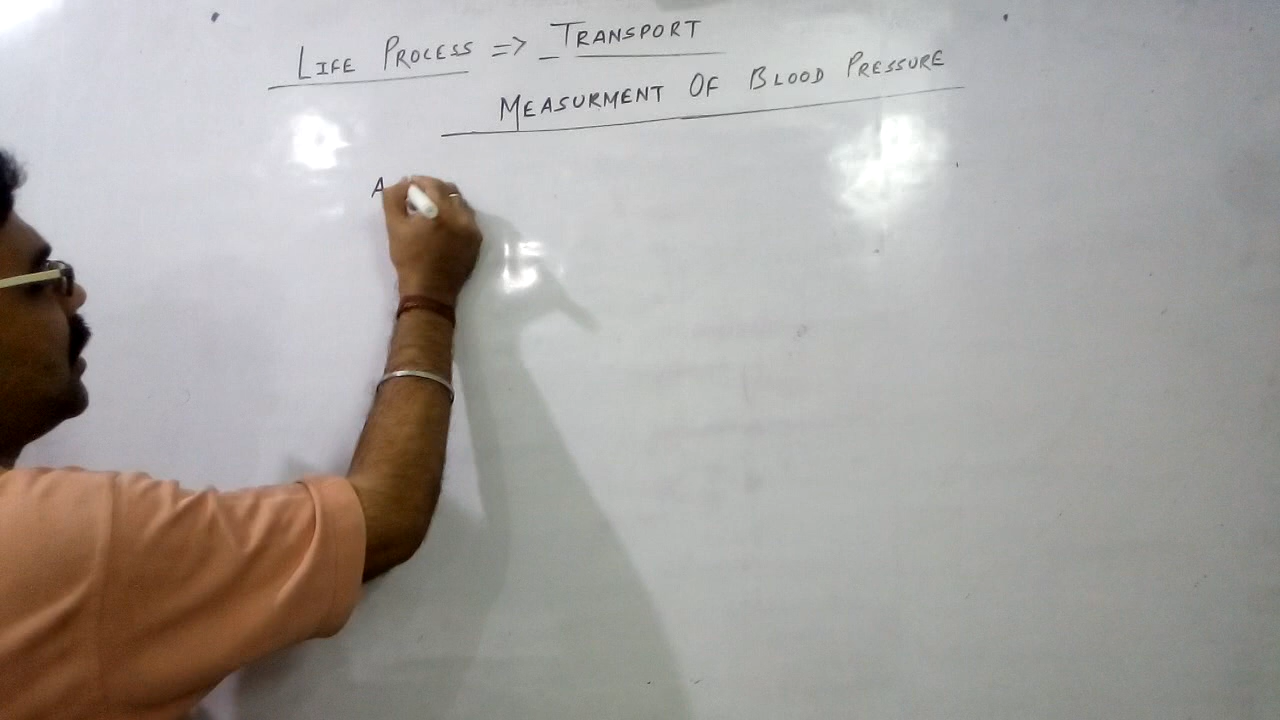 LIFE PROCESS => TRANSPORT
MEASURMENT OF BLOOD PRESSURE
A